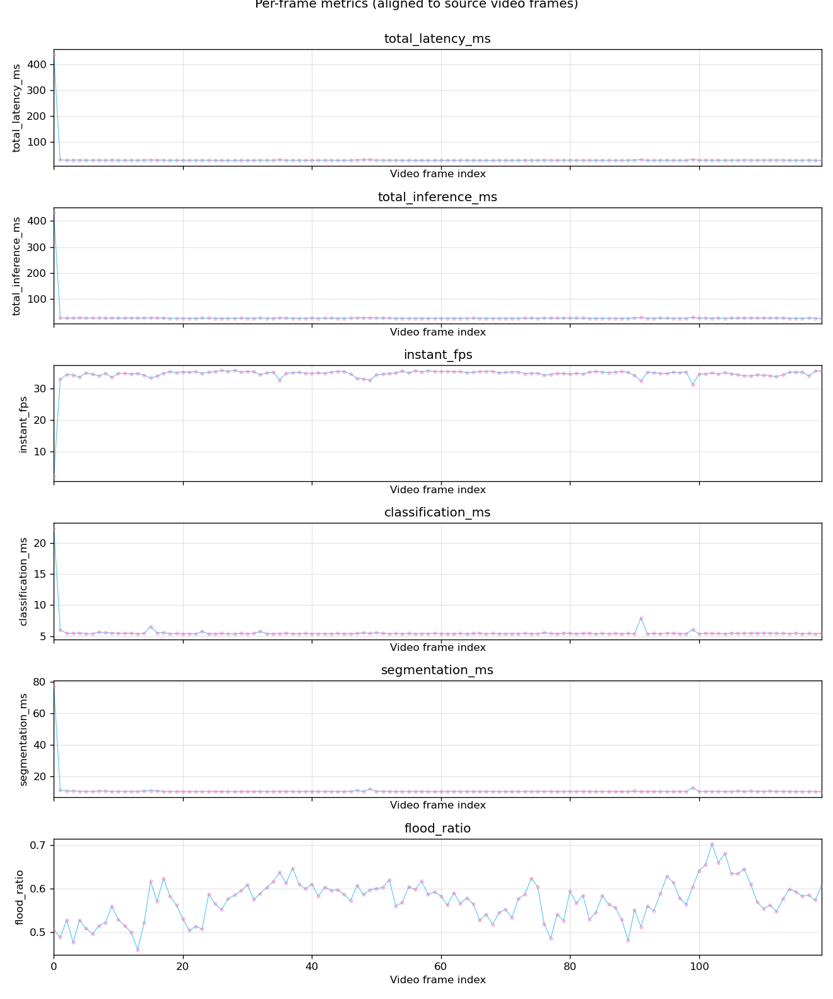 Per-frame metrics (aligned to source video frames)
total_latency_ms
total_latency_ms
400
300
200
100
Video frame index
total_inference_ms
total_inference_ms
400
300
200
100
Video frame index
instant_fps
instant_fps
30
20
10
Video frame index
classification_ms
classification_ms
20
15
10
5
Video frame index
segmentation_ms
segmentation_ms
80
60
40
20
Video frame index
flood_ratio
flood_ratio
0.7
0.6
0.5
0 20 40 60 80 100
Video frame index